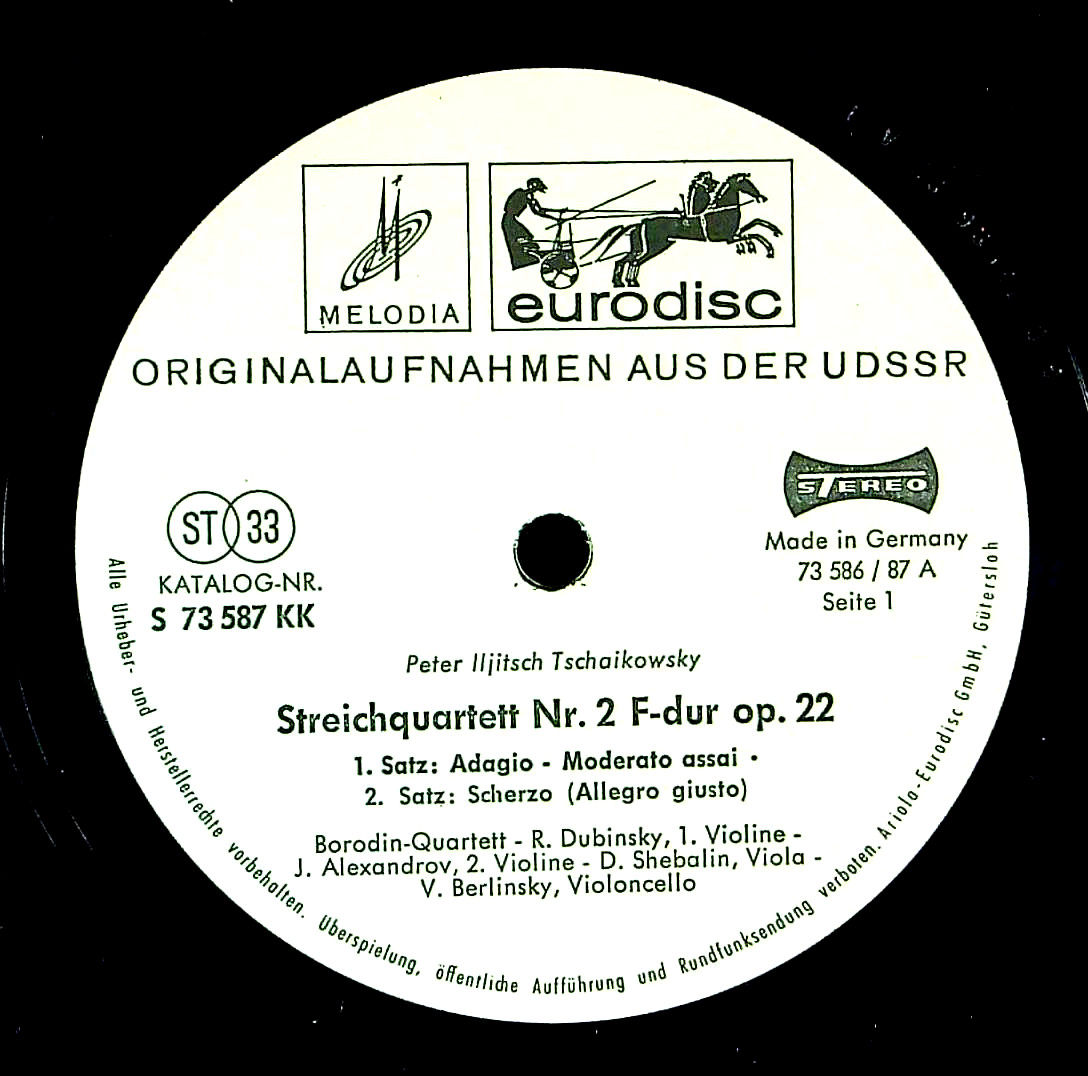 MELODIA
eurodisc
ORIGINALAUFNAHMEN AUS DER UDSSR
STEREO
ST 33
KATALOG-NR.
S 73 587 KK
Made in Germany
73 586 / 87 A
Seite 1
Peter Iljitsch Tschaikowsky
Streichquartett Nr. 2 F-dur op. 22
1. Satz: Adagio - Moderato assai •
2. Satz: Scherzo (Allegro giusto)
Borodin-Quartett - R. Dubinsky, 1. Violine -
J. Alexandrov, 2. Violine - D. Shebalin, Viola -
V. Berlinsky, Violoncello
Alle Urheber- und Herstellerrechte vorbehalten. Überspielung, öffentliche Aufführung und Rundfunksendung verboten. Ariola-Eurodisc GmbH, Gütersloh